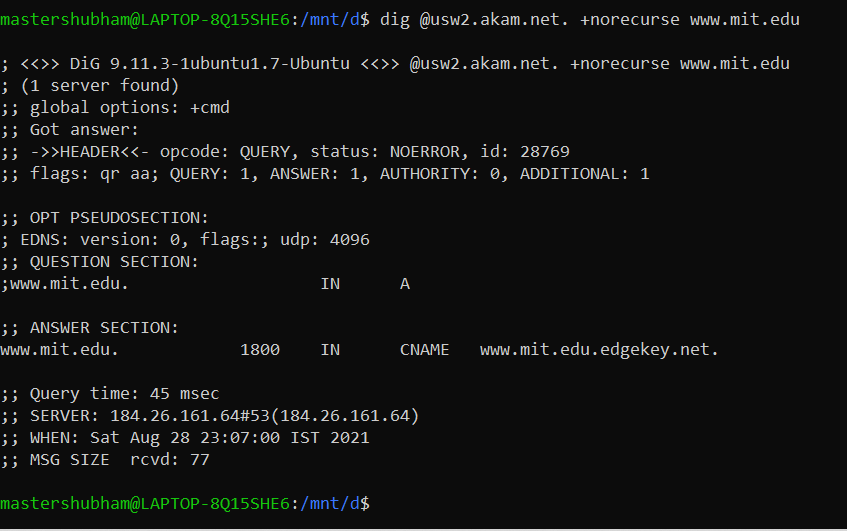 mastershubham@LAPTOP-8Q15SHE6:/mnt/d$ dig @usw2.akam.net. +norecurse www.mit.edu
; <<>> DiG 9.11.3-1ubuntu1.7-Ubuntu <<>> @usw2.akam.net. +norecurse www.mit.edu
; (1 server found)
;; global options: +cmd
;; Got answer:
;; ->>HEADER<<- opcode: QUERY, status: NOERROR, id: 28769
;; flags: qr aa; QUERY: 1, ANSWER: 1, AUTHORITY: 0, ADDITIONAL: 1
;; OPT PSEUDOSECTION:
; EDNS: version: 0, flags:; udp: 4096
;; QUESTION SECTION:
;www.mit.edu. IN A
;; ANSWER SECTION:
www.mit.edu. 1800 IN CNAME www.mit.edu.edgekey.net.
;; Query time: 45 msec
;; SERVER: 184.26.161.64#53(184.26.161.64)
;; WHEN: Sat Aug 28 23:07:00 IST 2021
;; MSG SIZE rcvd: 77
mastershubham@LAPTOP-8Q15SHE6:/mnt/d$